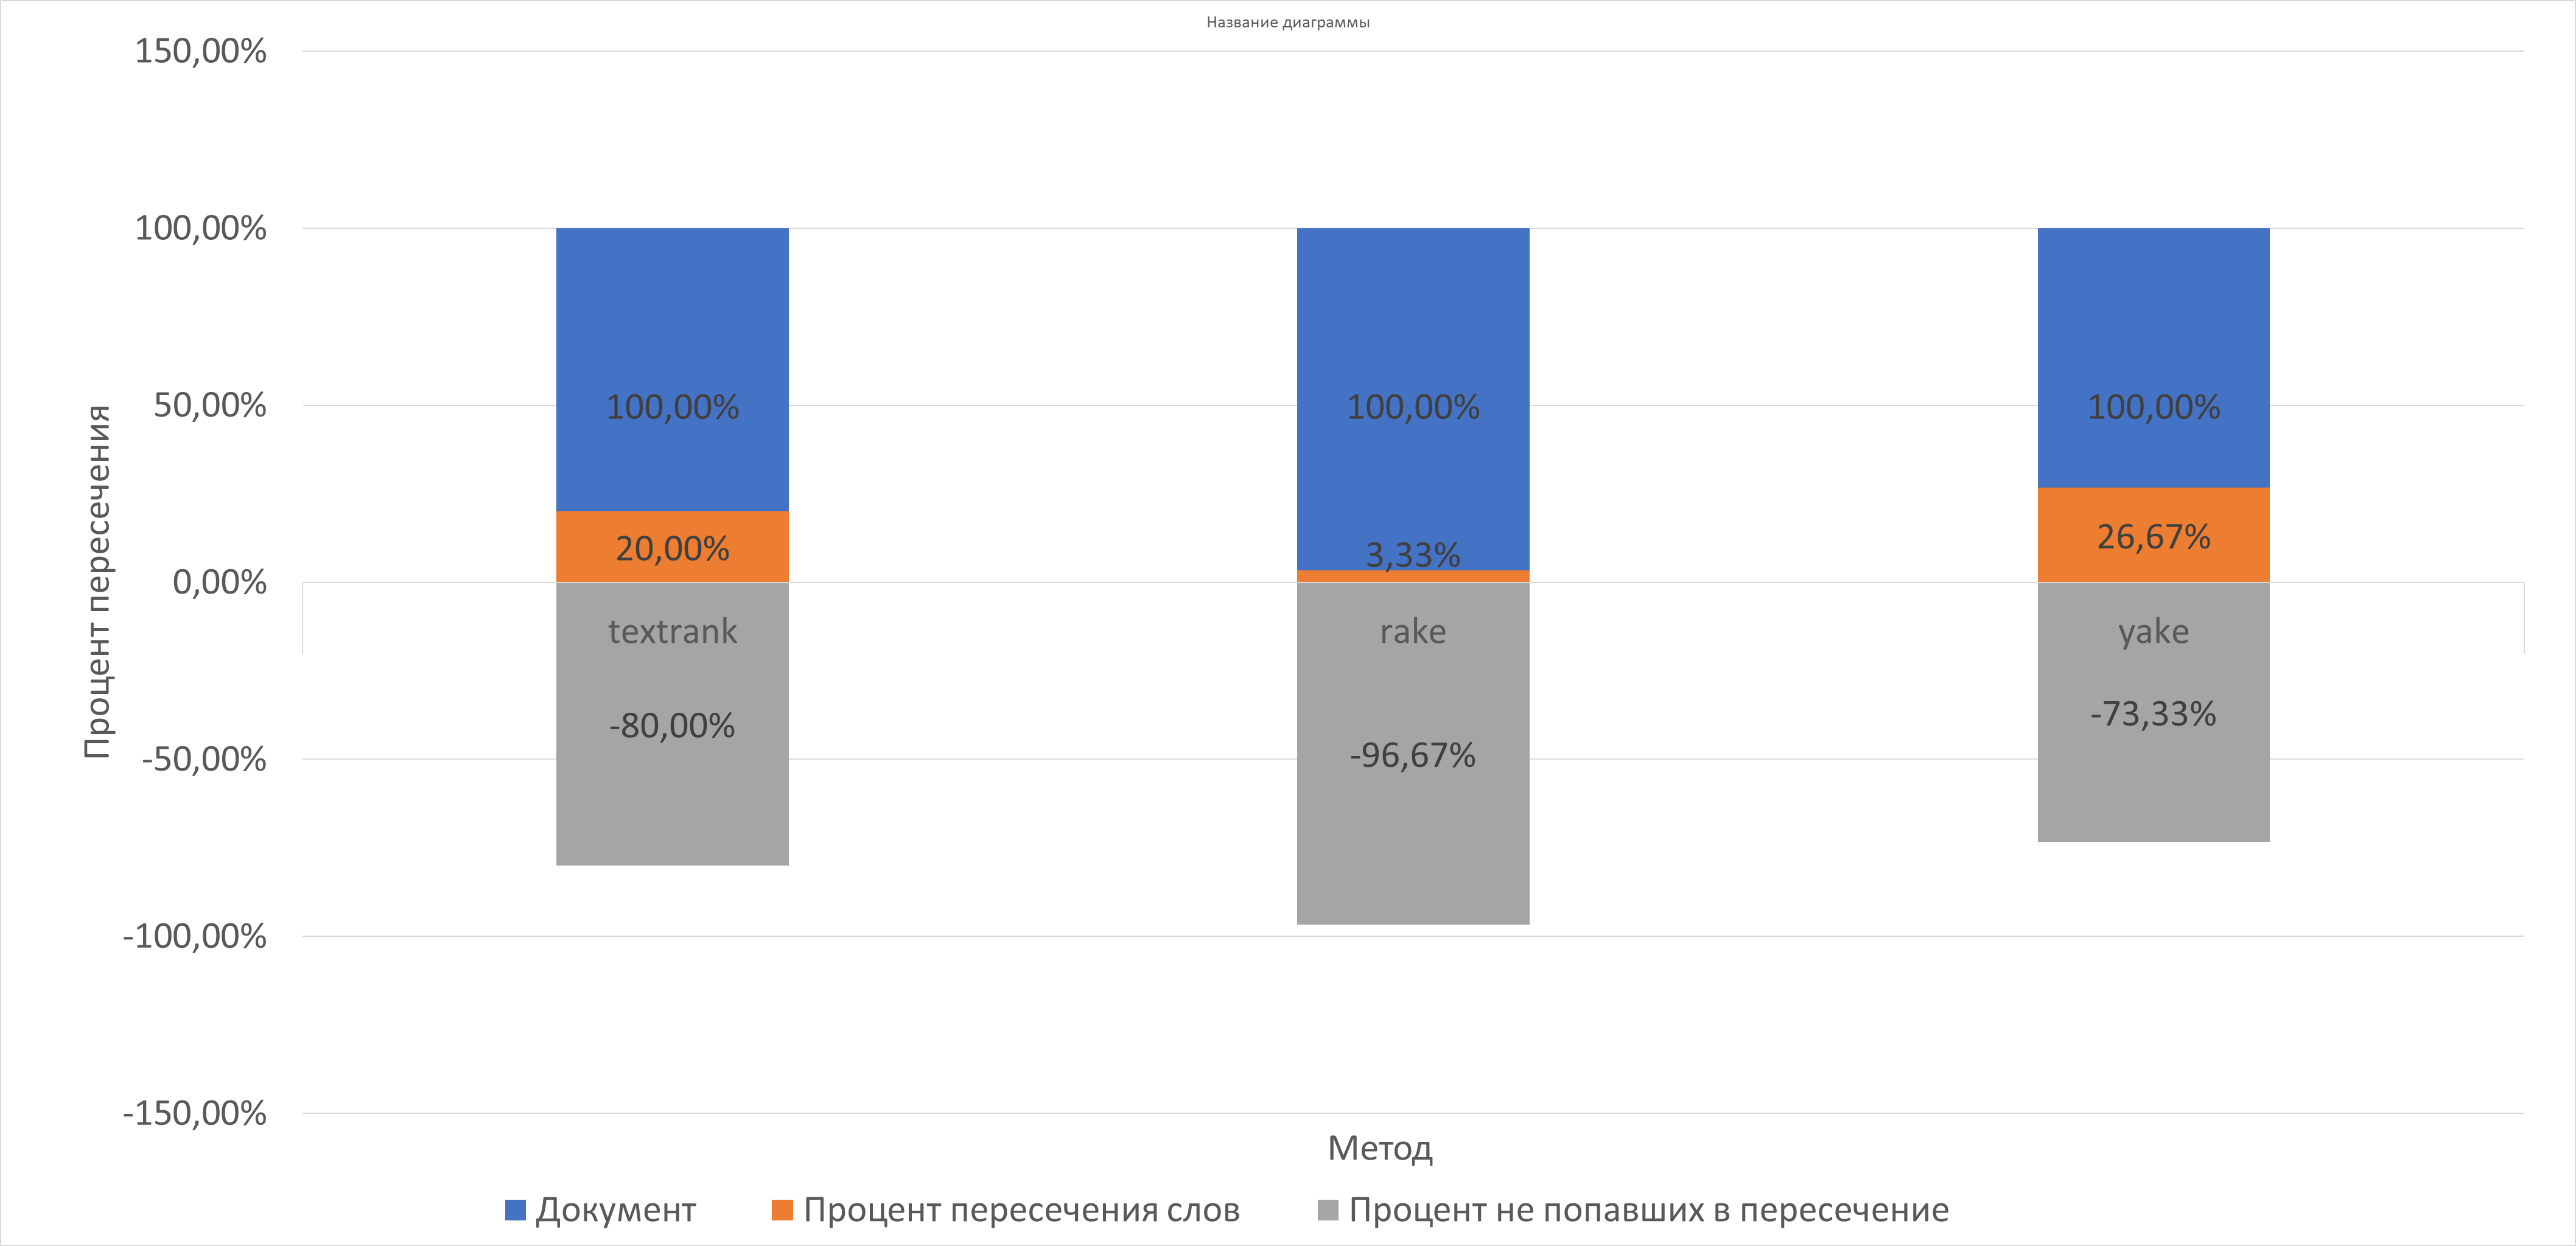 Название диаграммы
150,00%
100,00%
50,00%
0,00%
-50,00%
-100,00%
-150,00%
Процент пересечения
100,00%
100,00%
100,00%
20,00%
3,33%
26,67%
textrank
rake
yake
-80,00%
-96,67%
-73,33%
Метод
Документ
Процент пересечения слов
Процент не попавших в пересечение